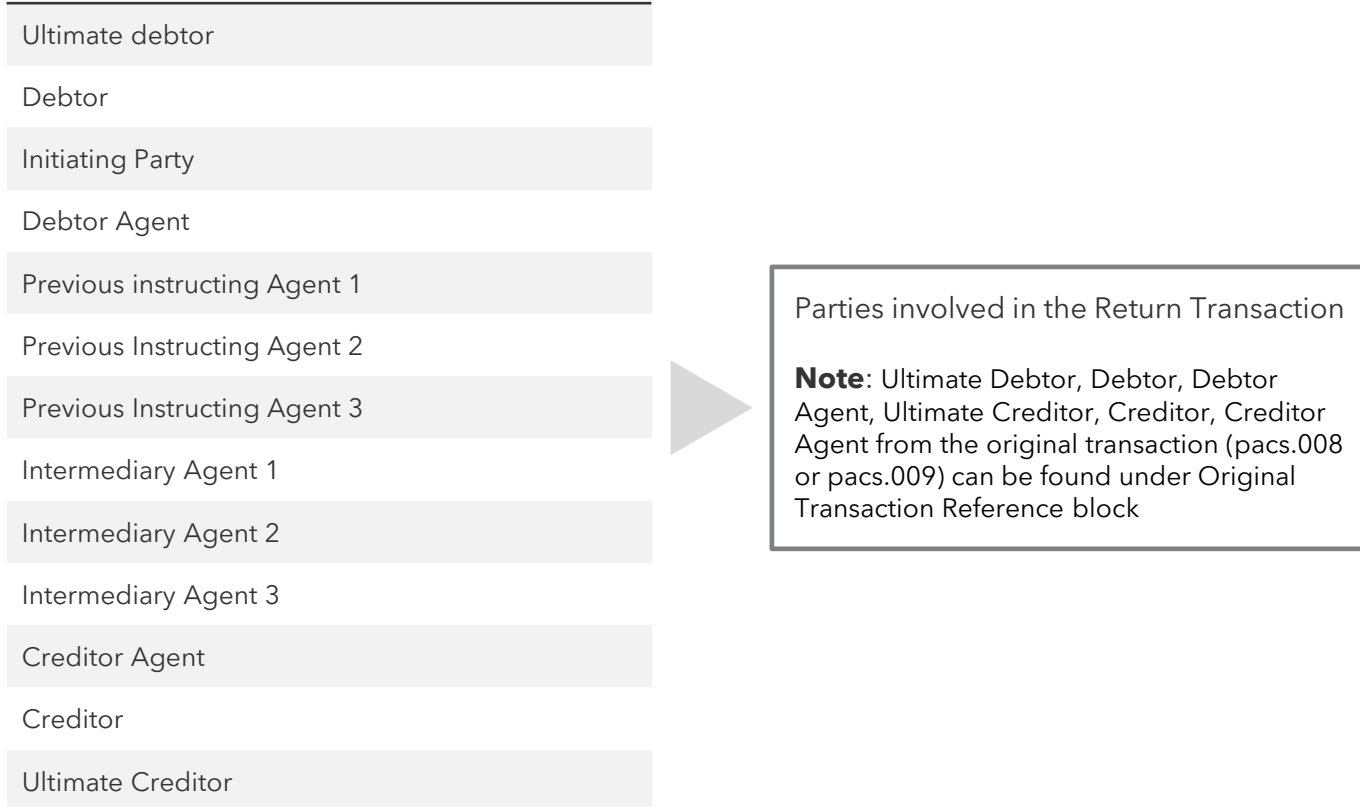 Ultimate debtor
Debtor
Initiating Party
Debtor Agent
Previous instructing Agent 1
Previous Instructing Agent 2
Previous Instructing Agent 3
Intermediary Agent 1
Intermediary Agent 2
Intermediary Agent 3
Creditor Agent
Creditor
Ultimate Creditor
Parties involved in the Return Transaction
Note: Ultimate Debtor, Debtor, Debtor
Agent, Ultimate Creditor, Creditor, Creditor
Agent from the original transaction (pacs.008
or pacs.009) can be found under Original
Transaction Reference block